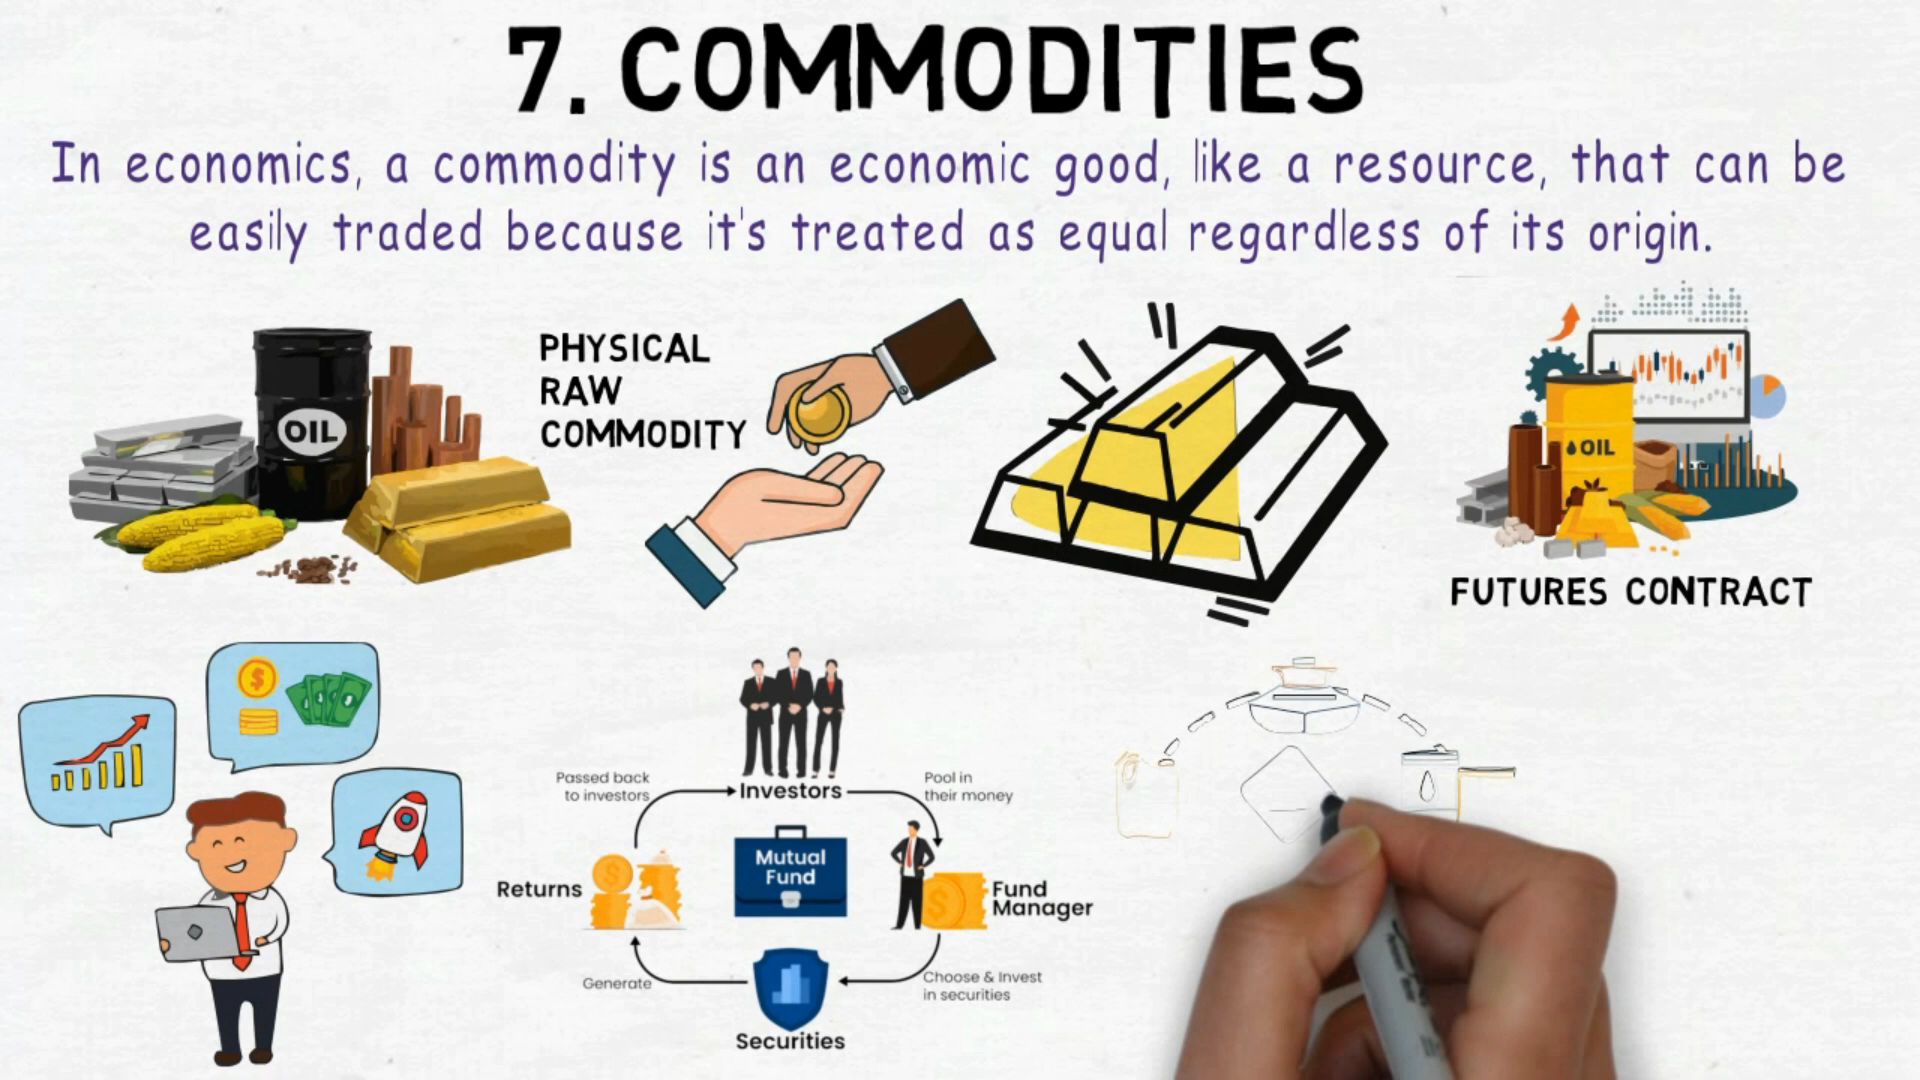 7. COMMODITIES
In economics, a commodity is an economic good, like a resource, that can be
easily traded because it's treated as equal regardless of its origin.
OIL
PHYSICAL
RAW
COMMODITY
OIL
FUTURES CONTRACT
Passed back
to investors
Investors
Pool in
their money
Mutual
Fund
Returns
Fund
Manager
Generate
Choose & Invest
in securities
Securities